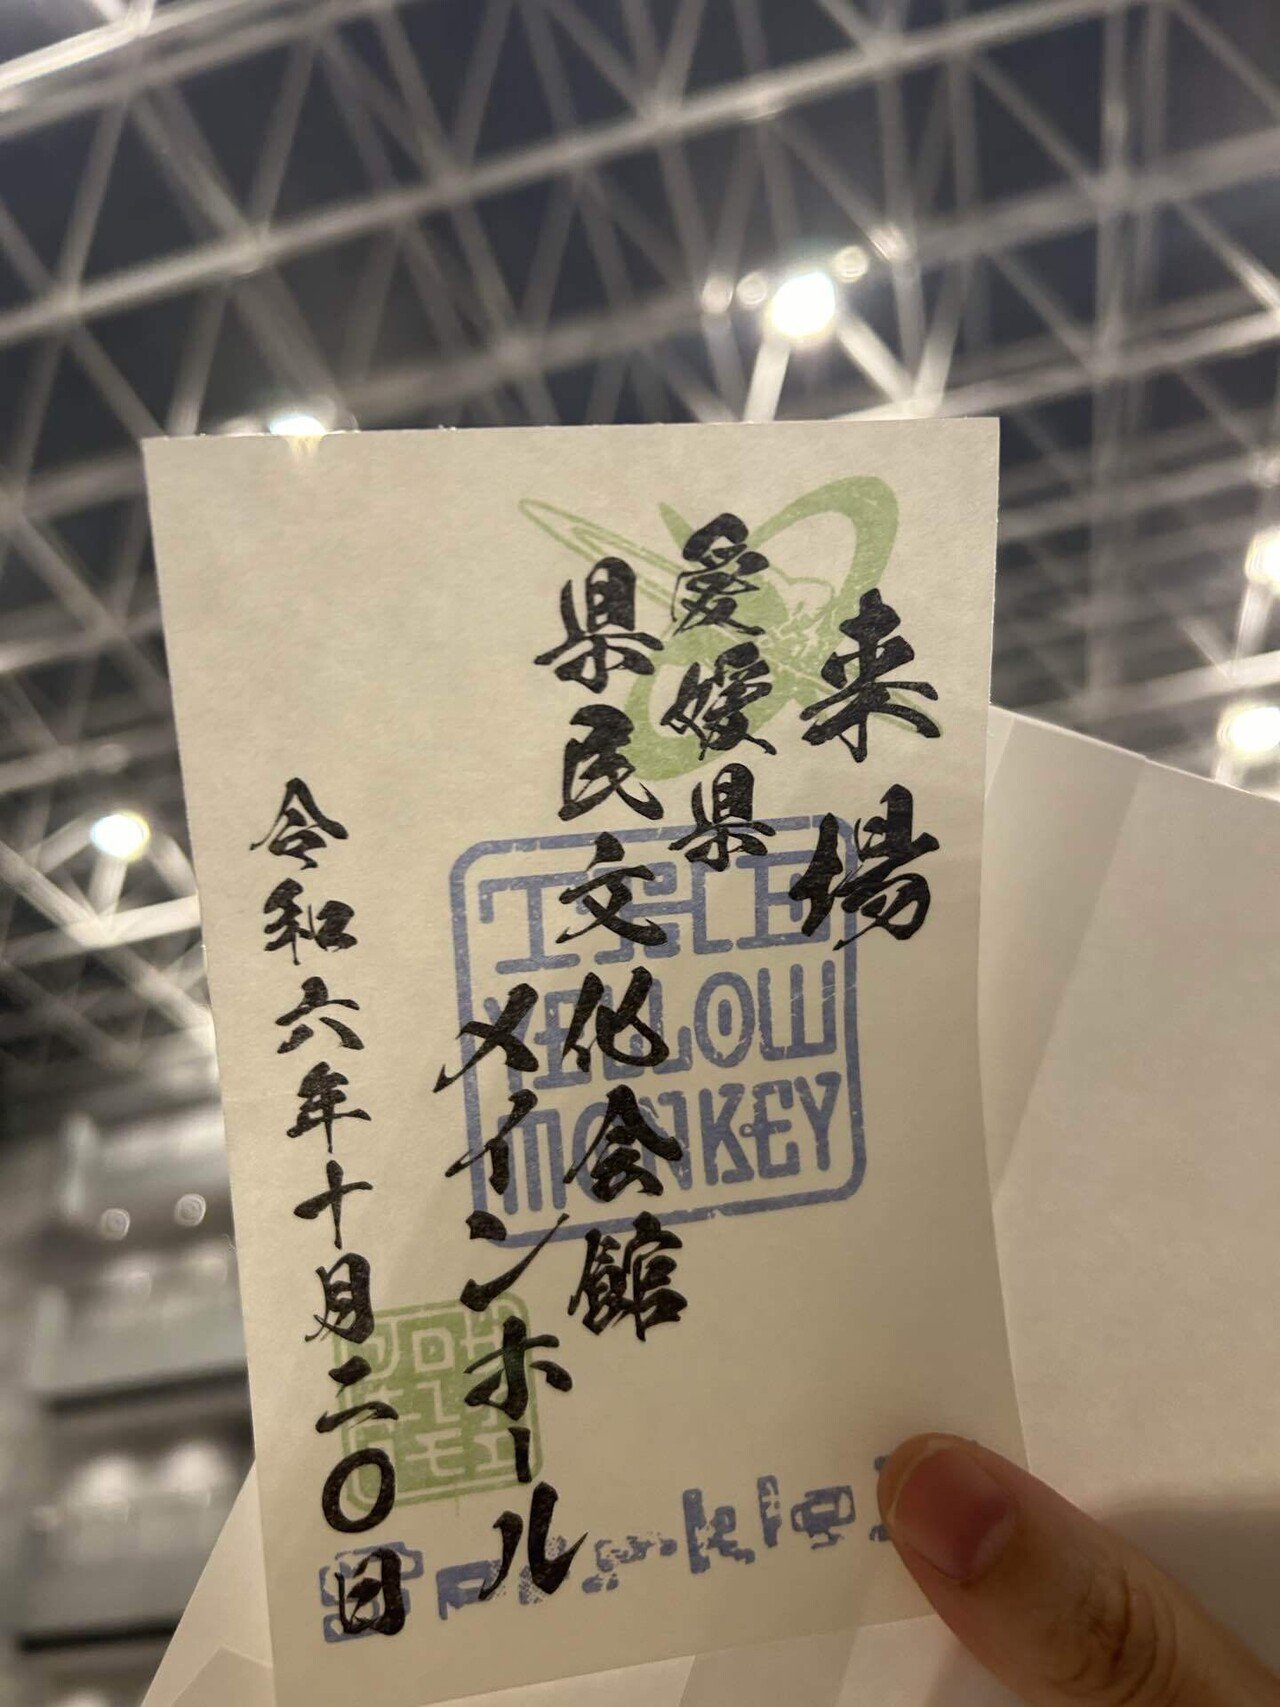 来場
愛媛県
県民文化会館
メインホール
令和六年十月二〇日
THE
YELLOW
MONKEY